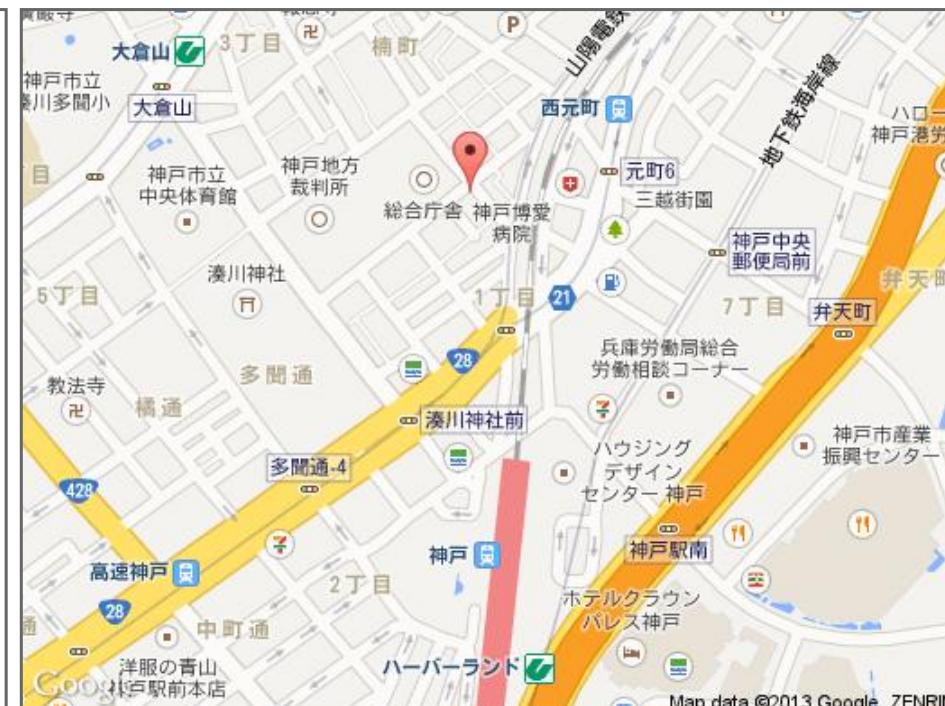 大倉山
3丁目
楠町
P
山陽電鉄
神戸市立
湊川多聞小
大倉山
西元町
地下鉄海岸線
ハロー
神戸港労
目
神戸市立
中央体育館
神戸地方
裁判所
元町6
総合庁舎
神戸博愛
病院
三越街園
神戸中央
郵便局前
湊川神社
5丁目
1丁目
21
7丁目
弁天町
弁天町
28
兵庫労働局総合
労働相談コーナー
教法寺
多聞通
橘通
湊川神社前
多聞通-4
ハウジング
デザイン
センター 神戸
神戸市産業
振興センター
428
神戸
神戸駅南
高速神戸
2丁目
28
通
中町通
ホテルクラウン
パレス神戸
ハーバーランド
洋服の青山
神戸駅前本店
Google
Map data ©2013 Google, ZENRI